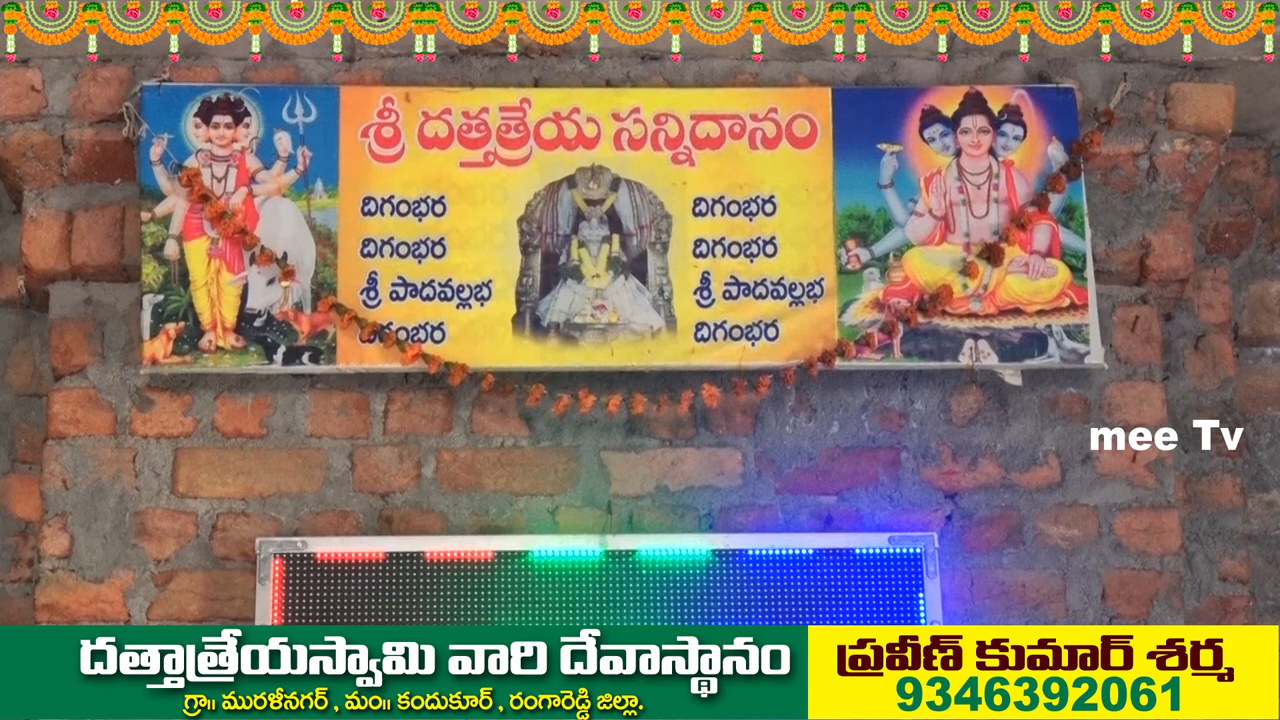 శ్రీ దత్తత్రేయ సన్నిదానం
దిగంభర
దిగంభర
శ్రీ పాదవల్లభ
దిగంబర
దిగంభర
దిగంభర
శ్రీ పాదవల్లభ
దిగంభర
mee Tv
దత్తాత్రేయస్వామి వారి దేవాస్థానం
గ్రా॥ మురళీనగర్, మం॥ కందుకూర్, రంగారెడ్డి జిల్లా.
ప్రవీణ్ కుమార్ శర్మ
9346392061